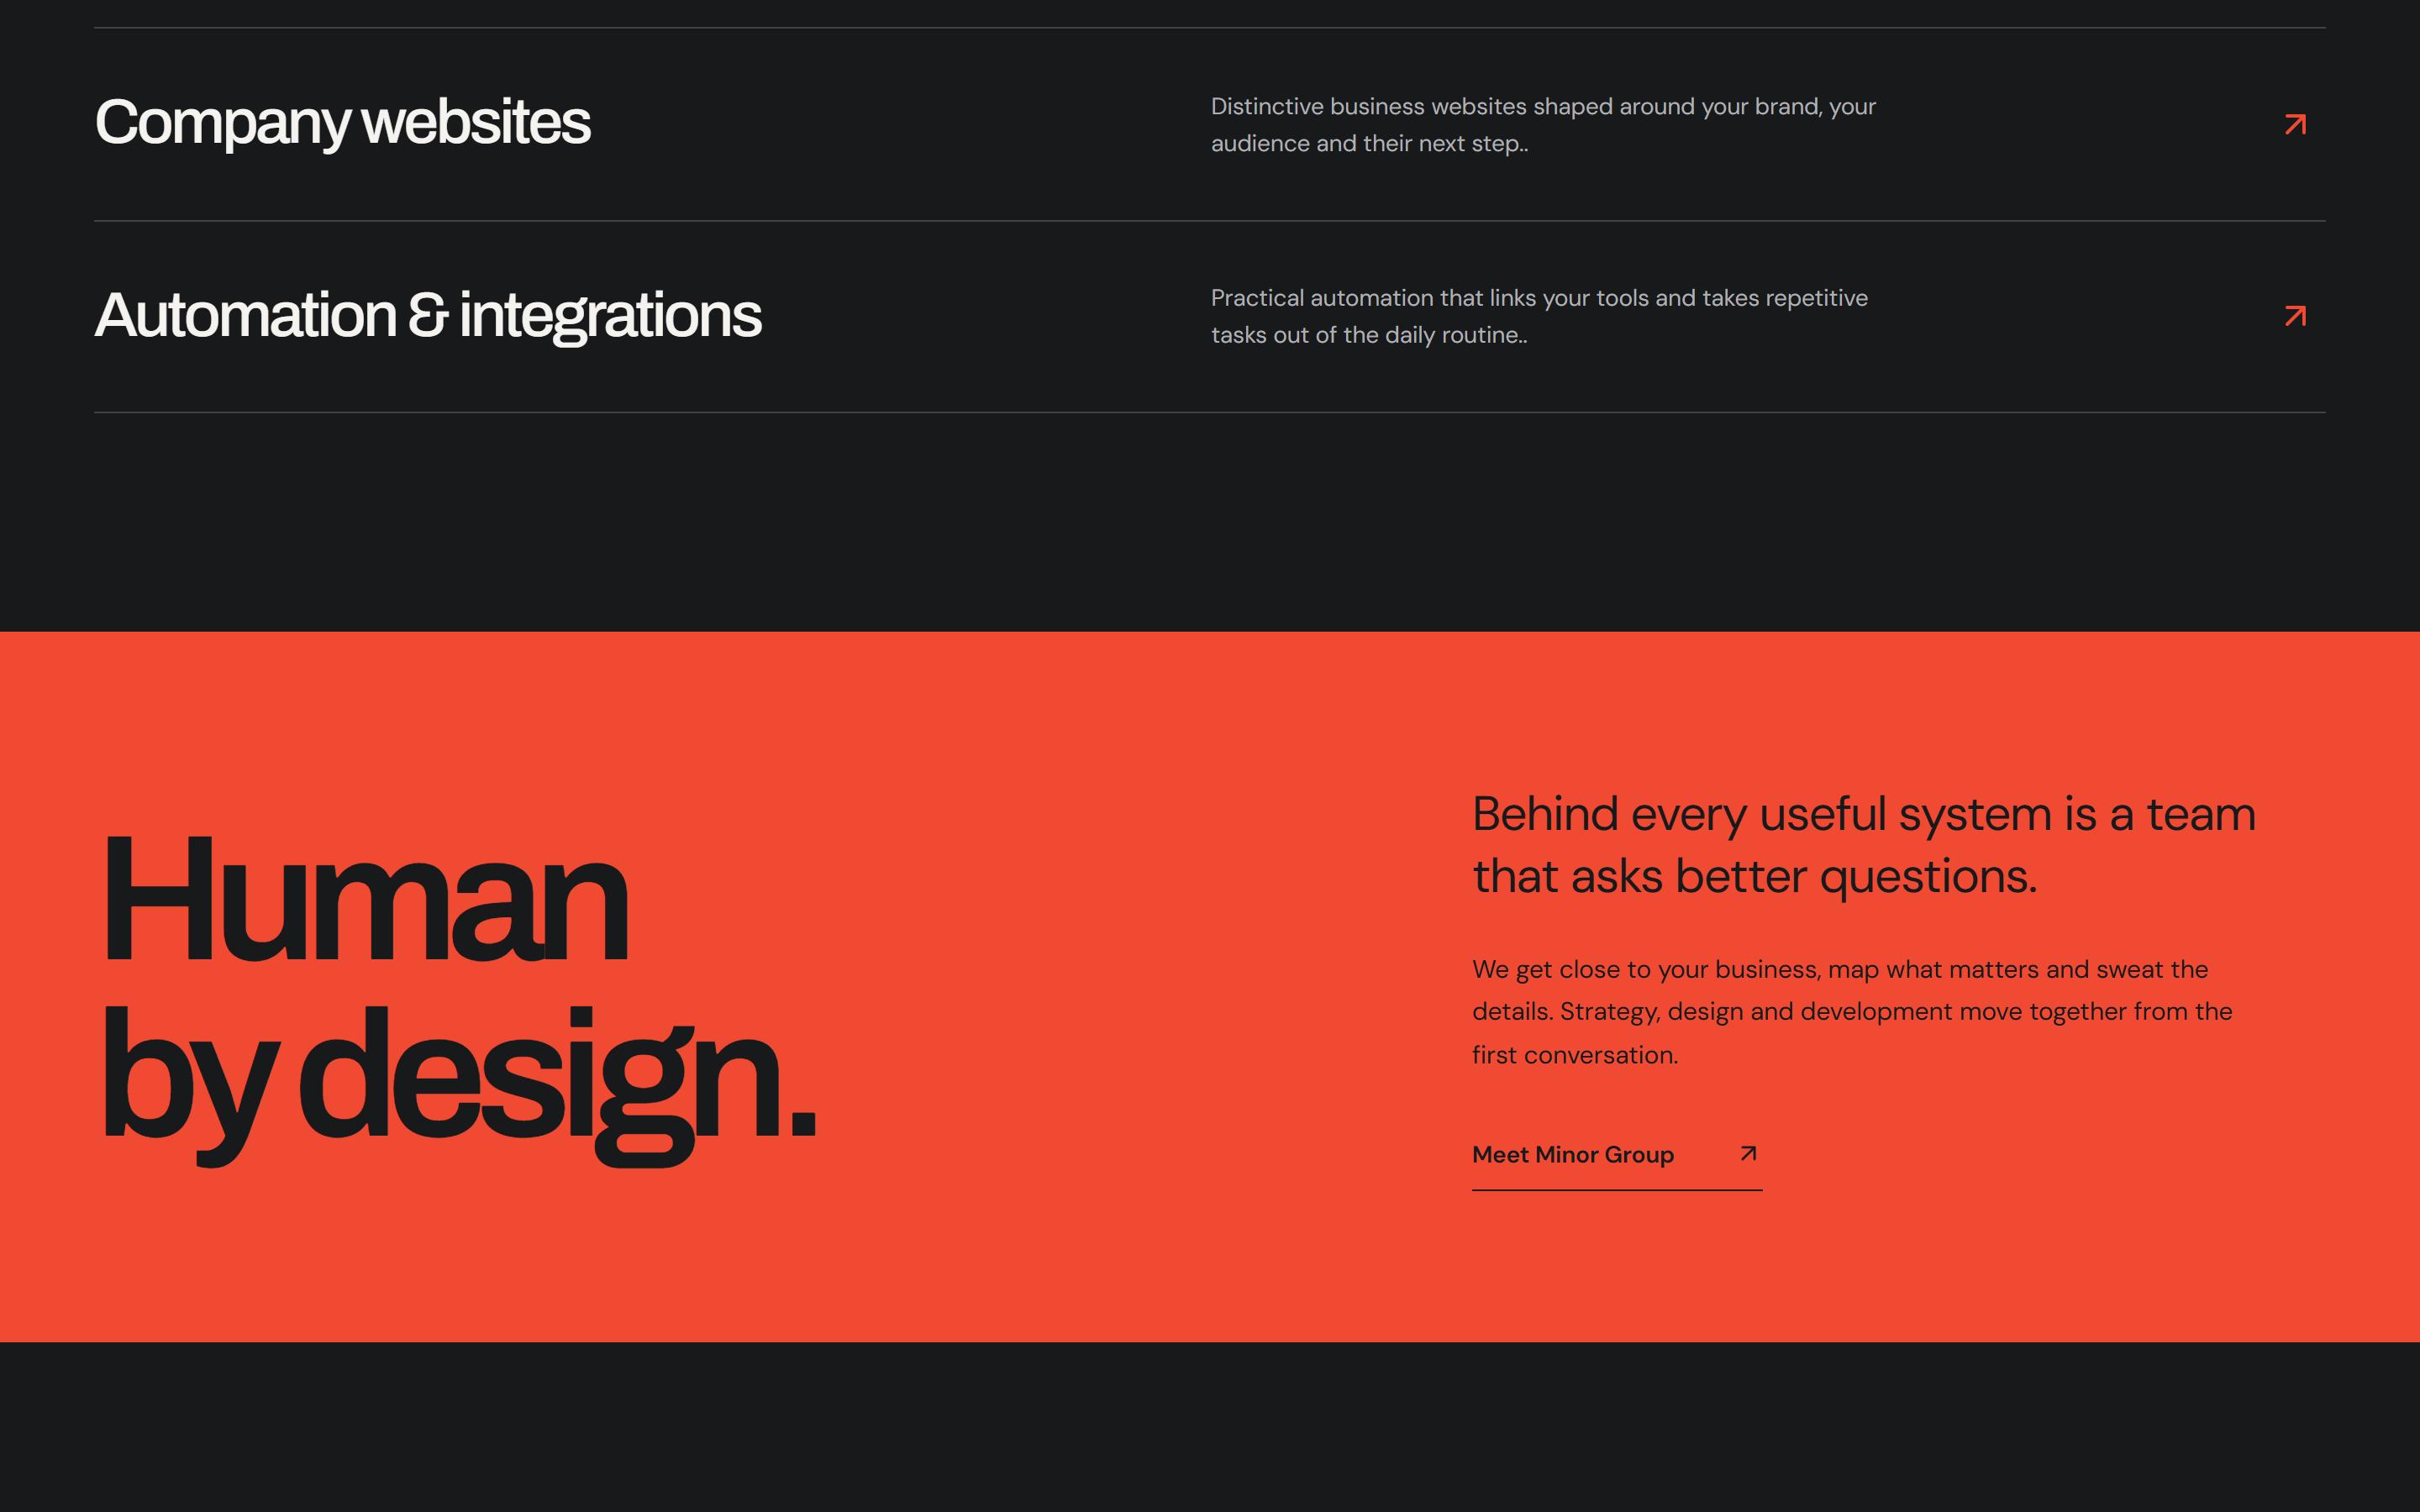 Company websites
Distinctive business websites shaped around your brand, your
audience and their next step..
Automation & integrations
Practical automation that links your tools and takes repetitive
tasks out of the daily routine..
Human
by design.
Behind every useful system is a team
that asks better questions.
We get close to your business, map what matters and sweat the
details. Strategy, design and development move together from the
first conversation.
Meet Minor Group